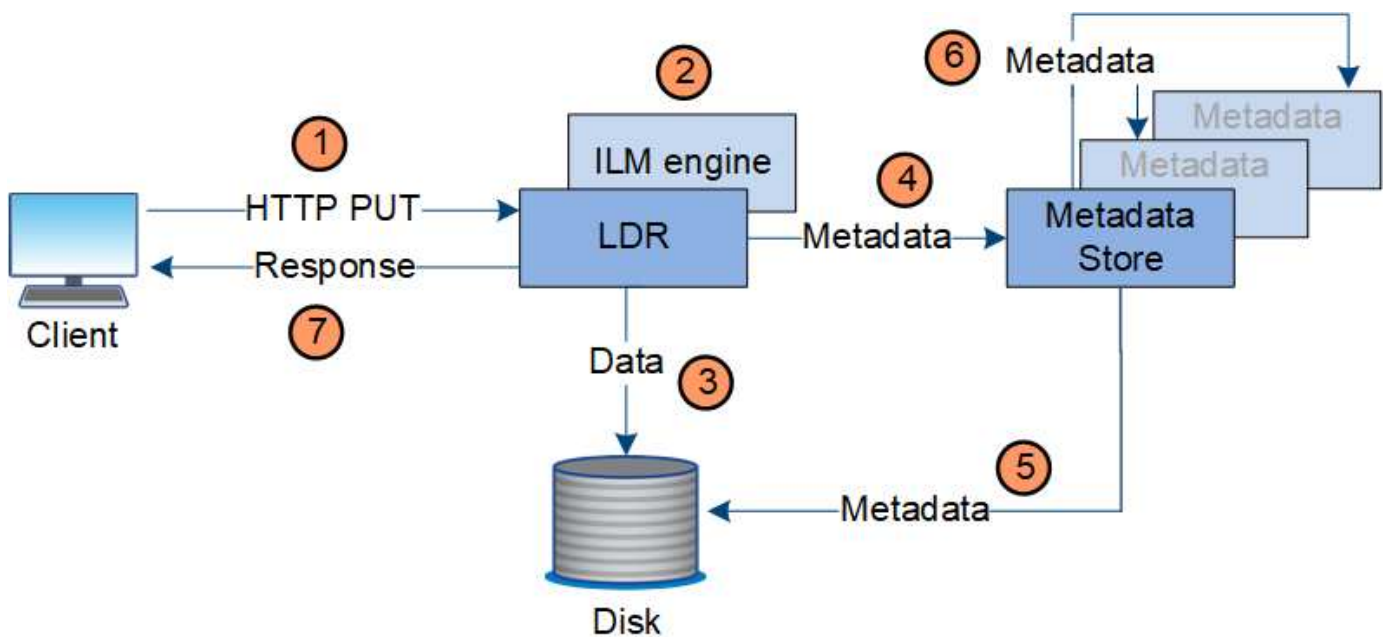 6
Metadata
2
Metadata
1
ILM engine
Metadata
4
HTTP PUT
LDR
Metadata
Metadata
Store
Response
7
Client
Data
3
5
Metadata
Disk